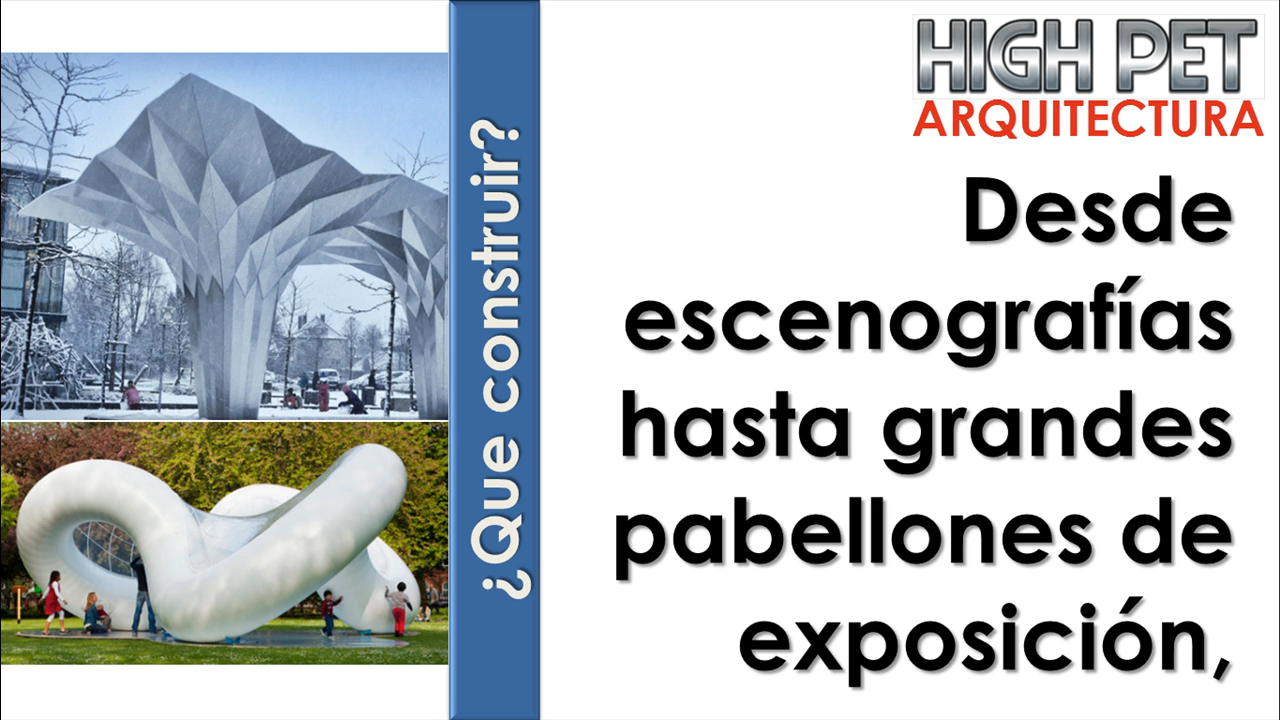 HIGH PET
ARQUITECTURA
¿Que construir?
Desde
escenografías
hasta grandes
pabellones de
exposición,